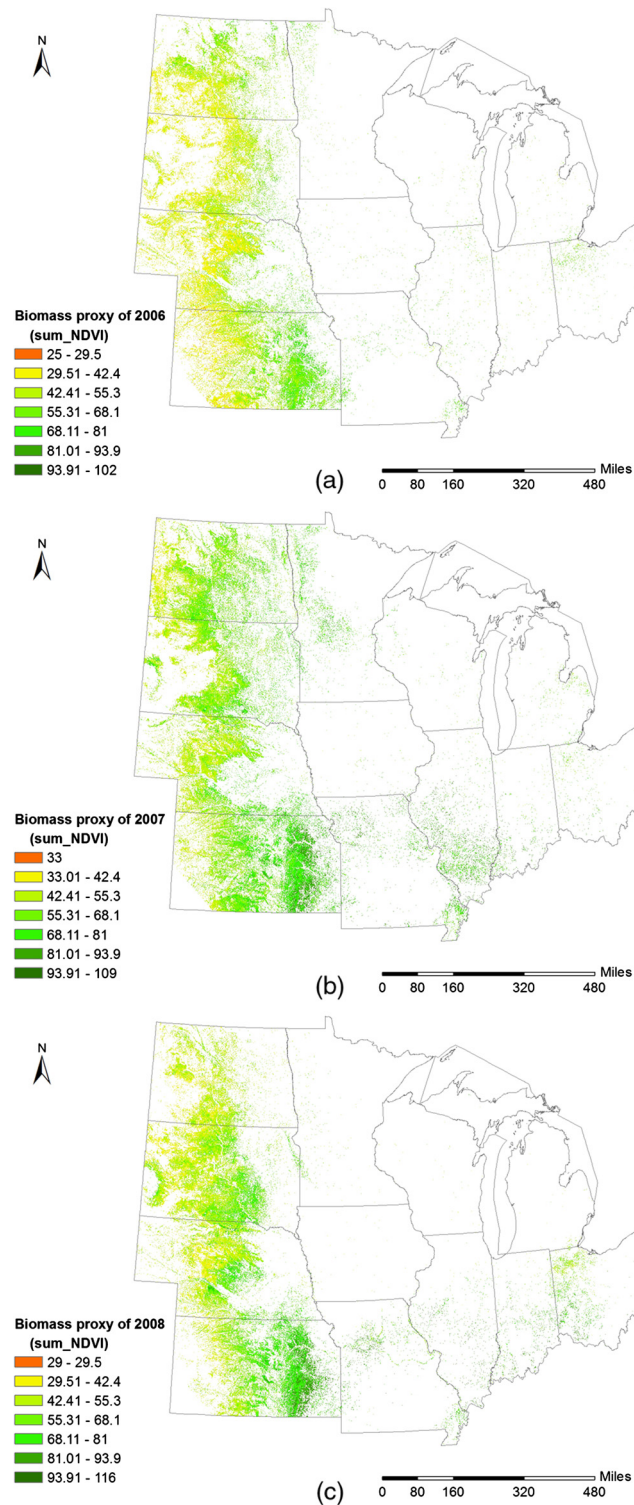 N
Biomass proxy of 2006
(sum_NDVI)
25 - 29.5
29.51 - 42.4
42.41 - 55.3
55.31 - 68.1
68.11 - 81
81.01 - 93.9
93.91 - 102
(a)
Miles
0 80 160 320 480
N
Biomass proxy of 2007
(sum_NDVI)
33
33.01 - 42.4
42.41 - 55.3
55.31 - 68.1
68.11 - 81
81.01 - 93.9
93.91 - 109
(b)
Miles
0 80 160 320 480
N
Biomass proxy of 2008
(sum_NDVI)
29 - 29.5
29.51 - 42.4
42.41 - 55.3
55.31 - 68.1
68.11 - 81
81.01 - 93.9
93.91 - 116
(c)
Miles
0 80 160 320 480